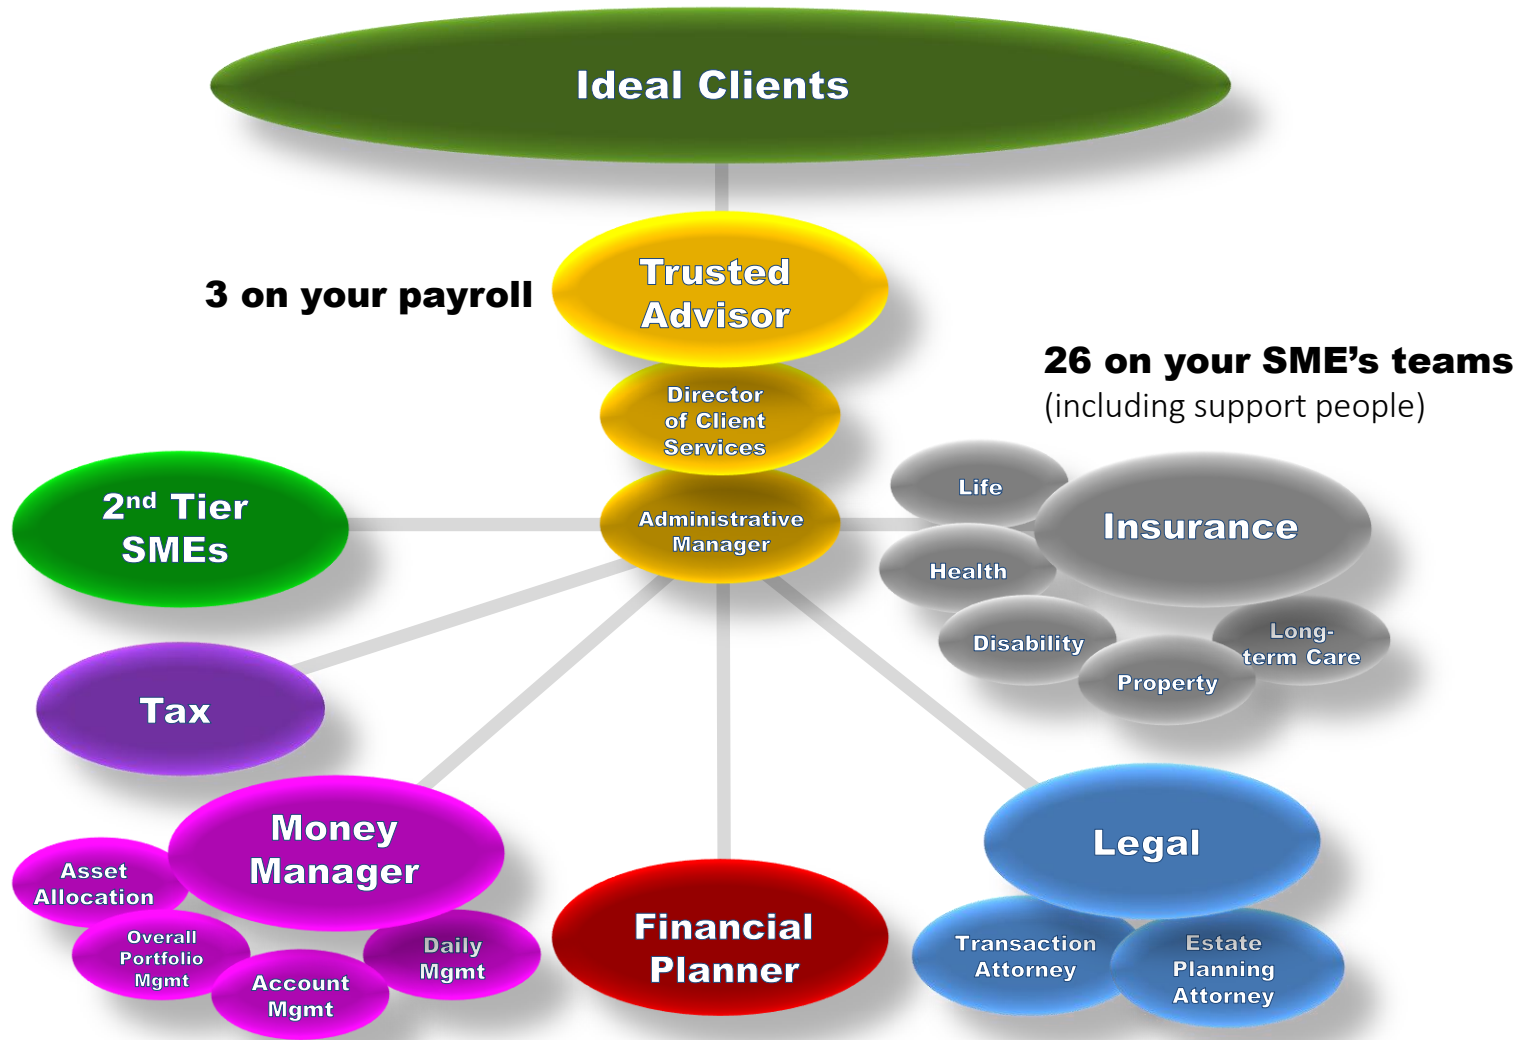 Ideal Clients
Trusted
Advisor
3 on your payroll
26 on your SME’s teams
(including support people)
Director
of Client
Services
Administrative
Manager
2nd Tier
SMEs
Life
Insurance
Health
Disability
Long-
term Care
Property
Tax
Money
Manager
Asset
Allocation
Overall
Portfolio
Mgmt
Account
Mgmt
Daily
Mgmt
Financial
Planner
Legal
Transaction
Attorney
Estate
Planning
Attorney